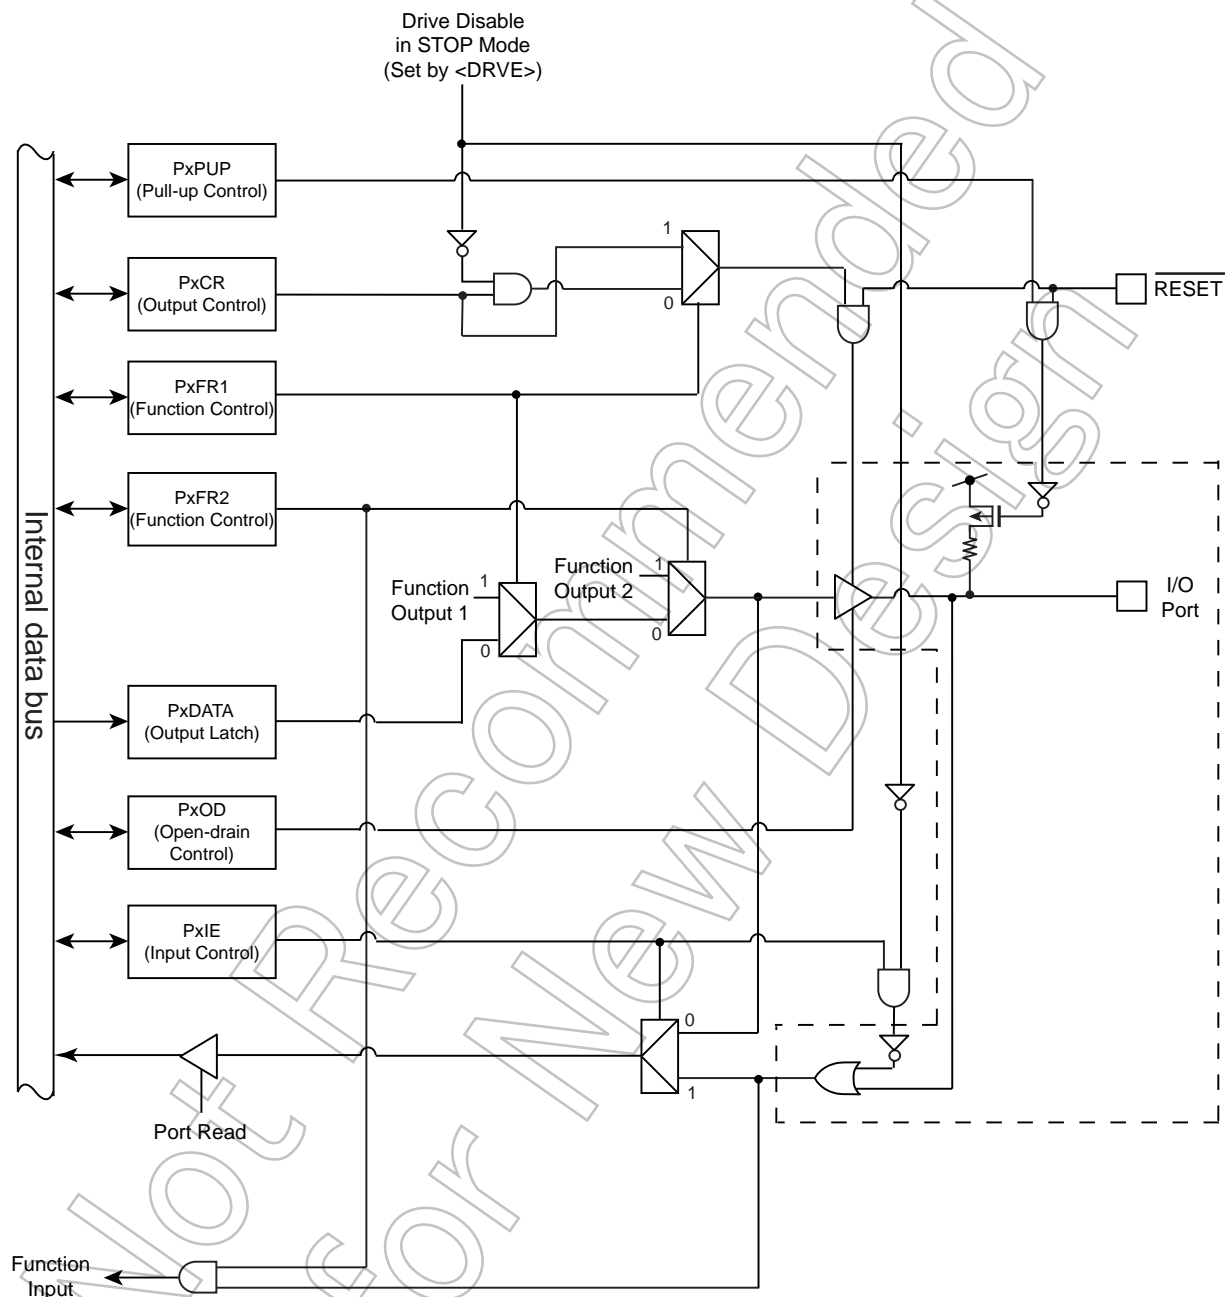 Drive Disable
in STOP Mode
(Set by <DRVE>)
PxPUP
(Pull-up Control)
1
PxCR
(Output Control)
0
RESET
PxFR1
(Function Control)
PxFR2
(Function Control)
Internal data bus
Function
Output 1
1
0
Function
Output 2
1
0
I/O
Port
PxDATA
(Output Latch)
PxOD
(Open-drain
Control)
PxIE
(Input Control)
0
1
Port Read
Function
Input
Not Recommended
for New Design